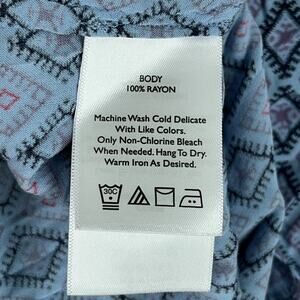 BODY
100% RAYON
Machine Wash Cold Delicate
With Like Colors.
Only Non-Chlorine Bleach
When Needed. Hang To Dry.
Warm Iron As Desired.
30C